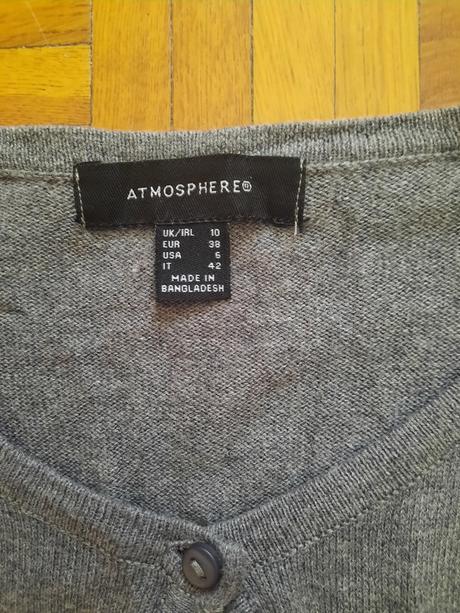 ATMOSPHERE®
UK/IRL 10
EUR 38
USA 6
IT 42
MADE IN
BANGLADESH